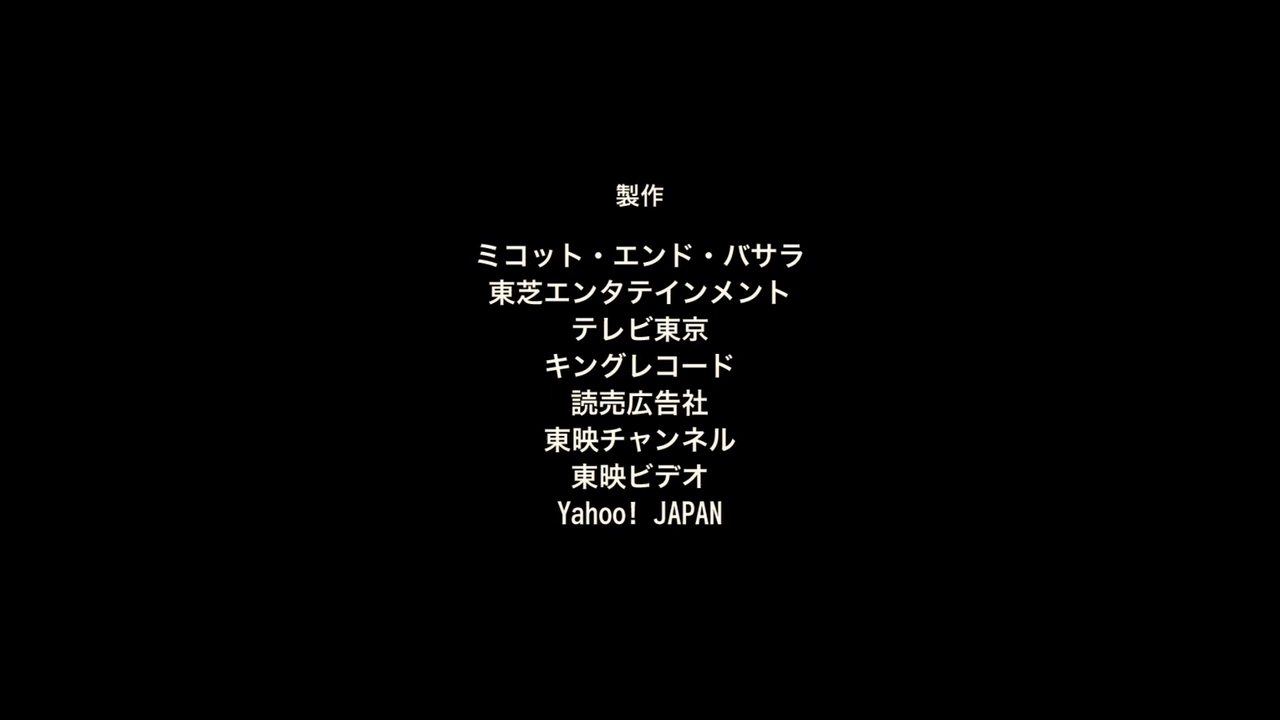 製作
ミコット・エンド・バサラ
東芝エンタテインメント
テレビ東京
キングレコード
読売広告社
東映チャンネル
東映ビデオ
Yahoo! JAPAN